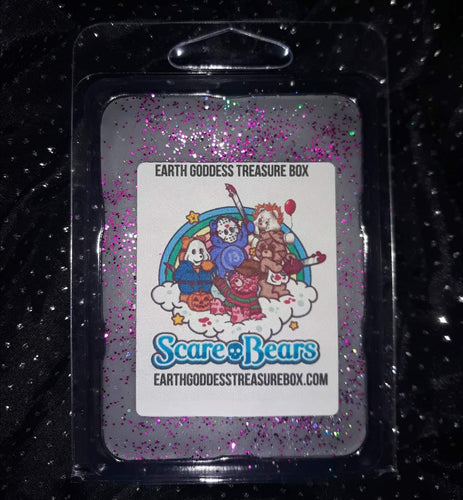 EARTH GODDESS TREASURE BOX
Scare Bears
EARTHGODDESSTREASUREBOX.COM